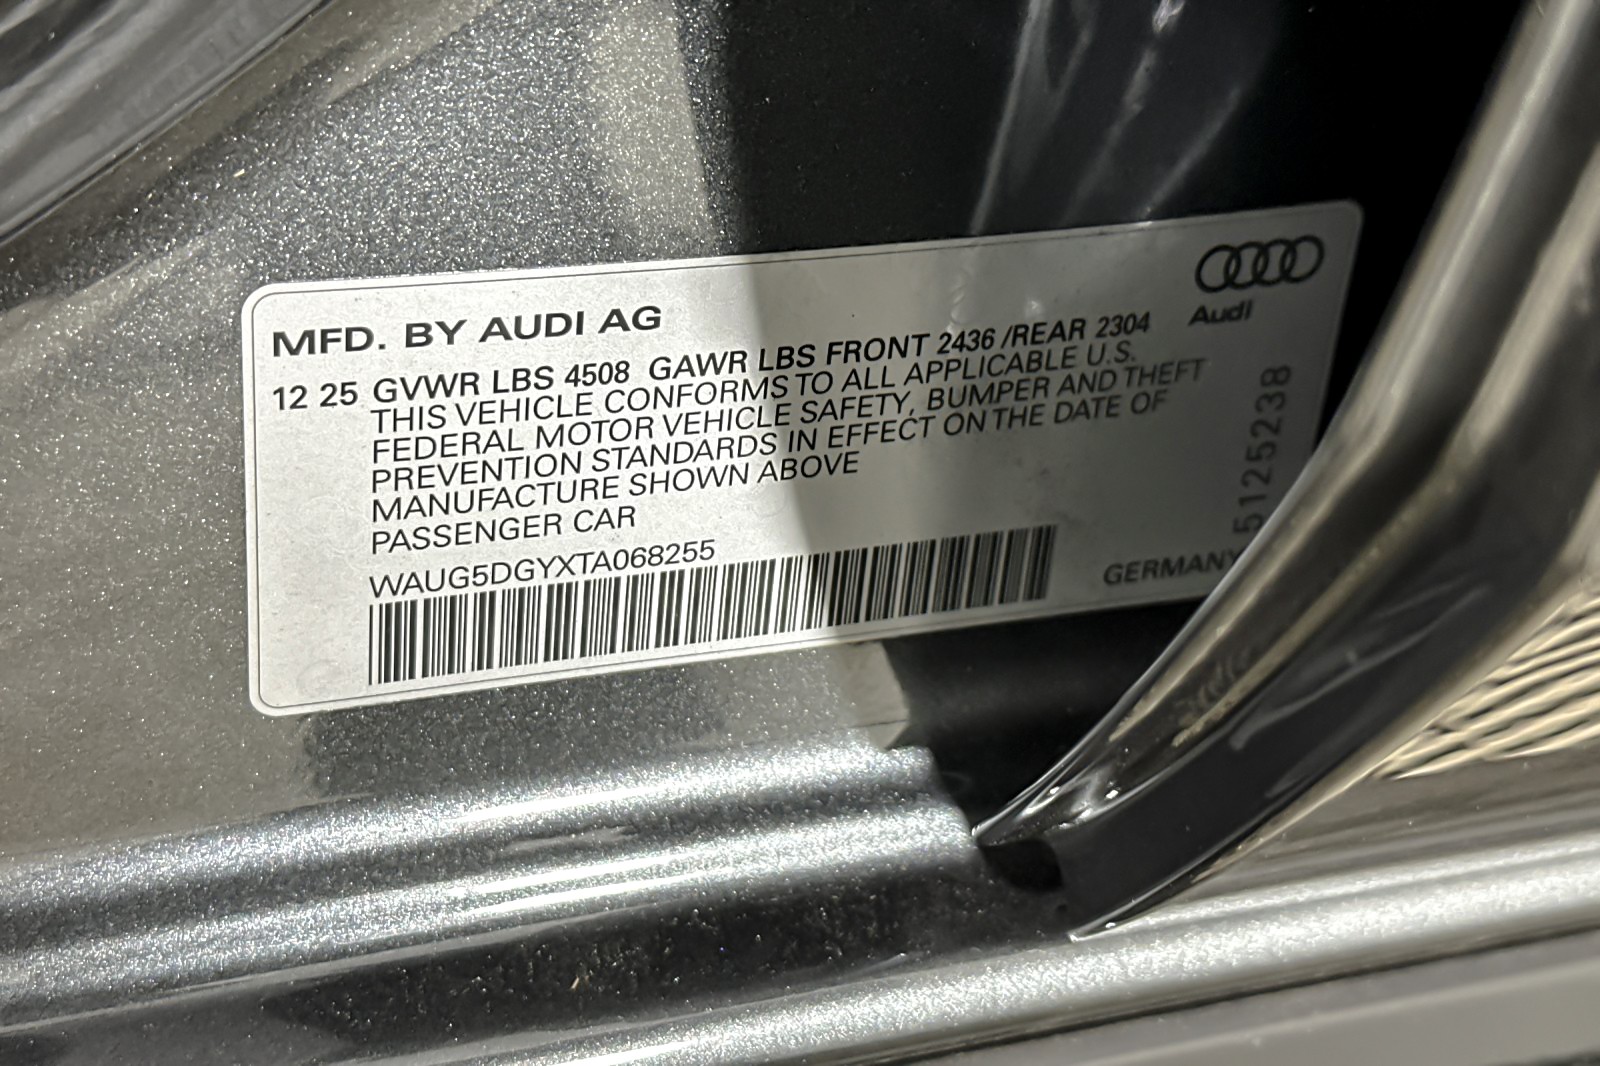 MFD. BY AUDI AG
Audi
12 25 GVWR LBS 4508 GAWR LBS FRONT 2436 /REAR 2304
THIS VEHICLE CONFORMS TO ALL APPLICABLE U.S.
FEDERAL MOTOR VEHICLE SAFETY, BUMPER AND THEFT
PREVENTION STANDARDS IN EFFECT ON THE DATE OF
MANUFACTURE SHOWN ABOVE
PASSENGER CAR
WAUG5DGYXTA068255
GERMANY
5125238